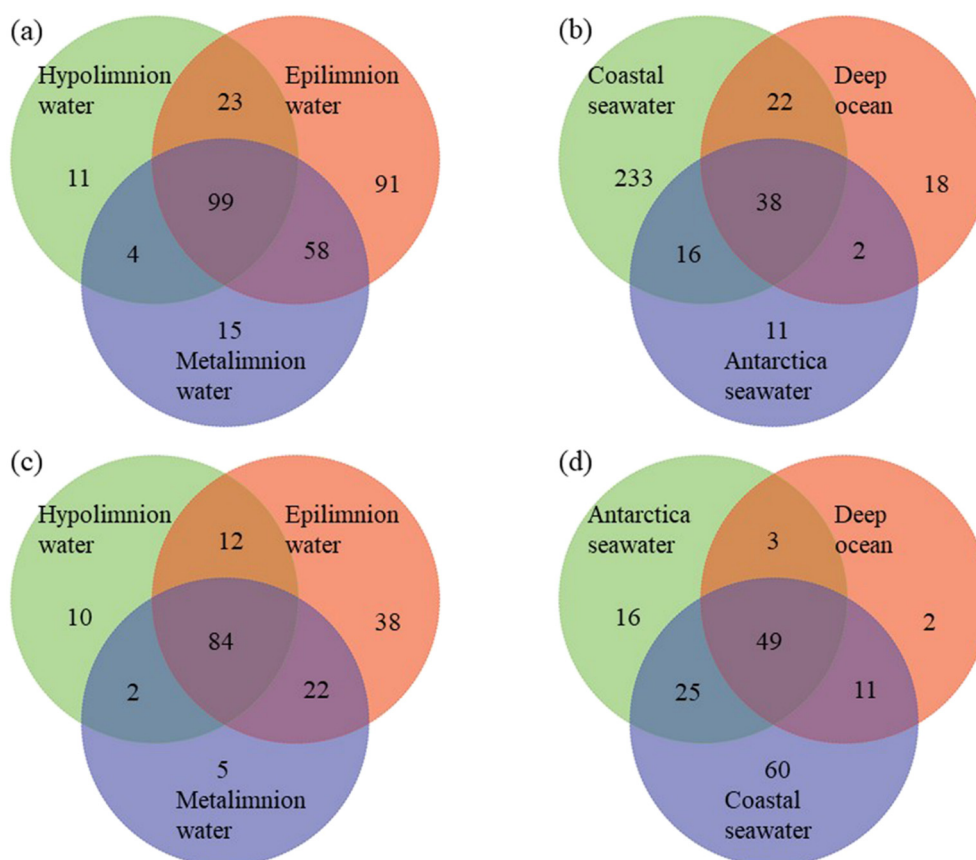 (a)
Hypolimnion
water
Epilimnion
water
23
11
91
99
4
58
15
Metalimnion
water
(b)
Coastal
seawater
Deep
ocean
22
233
18
38
16
2
11
Antarctica
seawater
(c)
Hypolimnion
water
Epilimnion
water
12
10
38
84
2
22
5
Metalimnion
water
(d)
Antarctica
seawater
Deep
ocean
3
16
2
49
25
11
60
Coastal
seawater